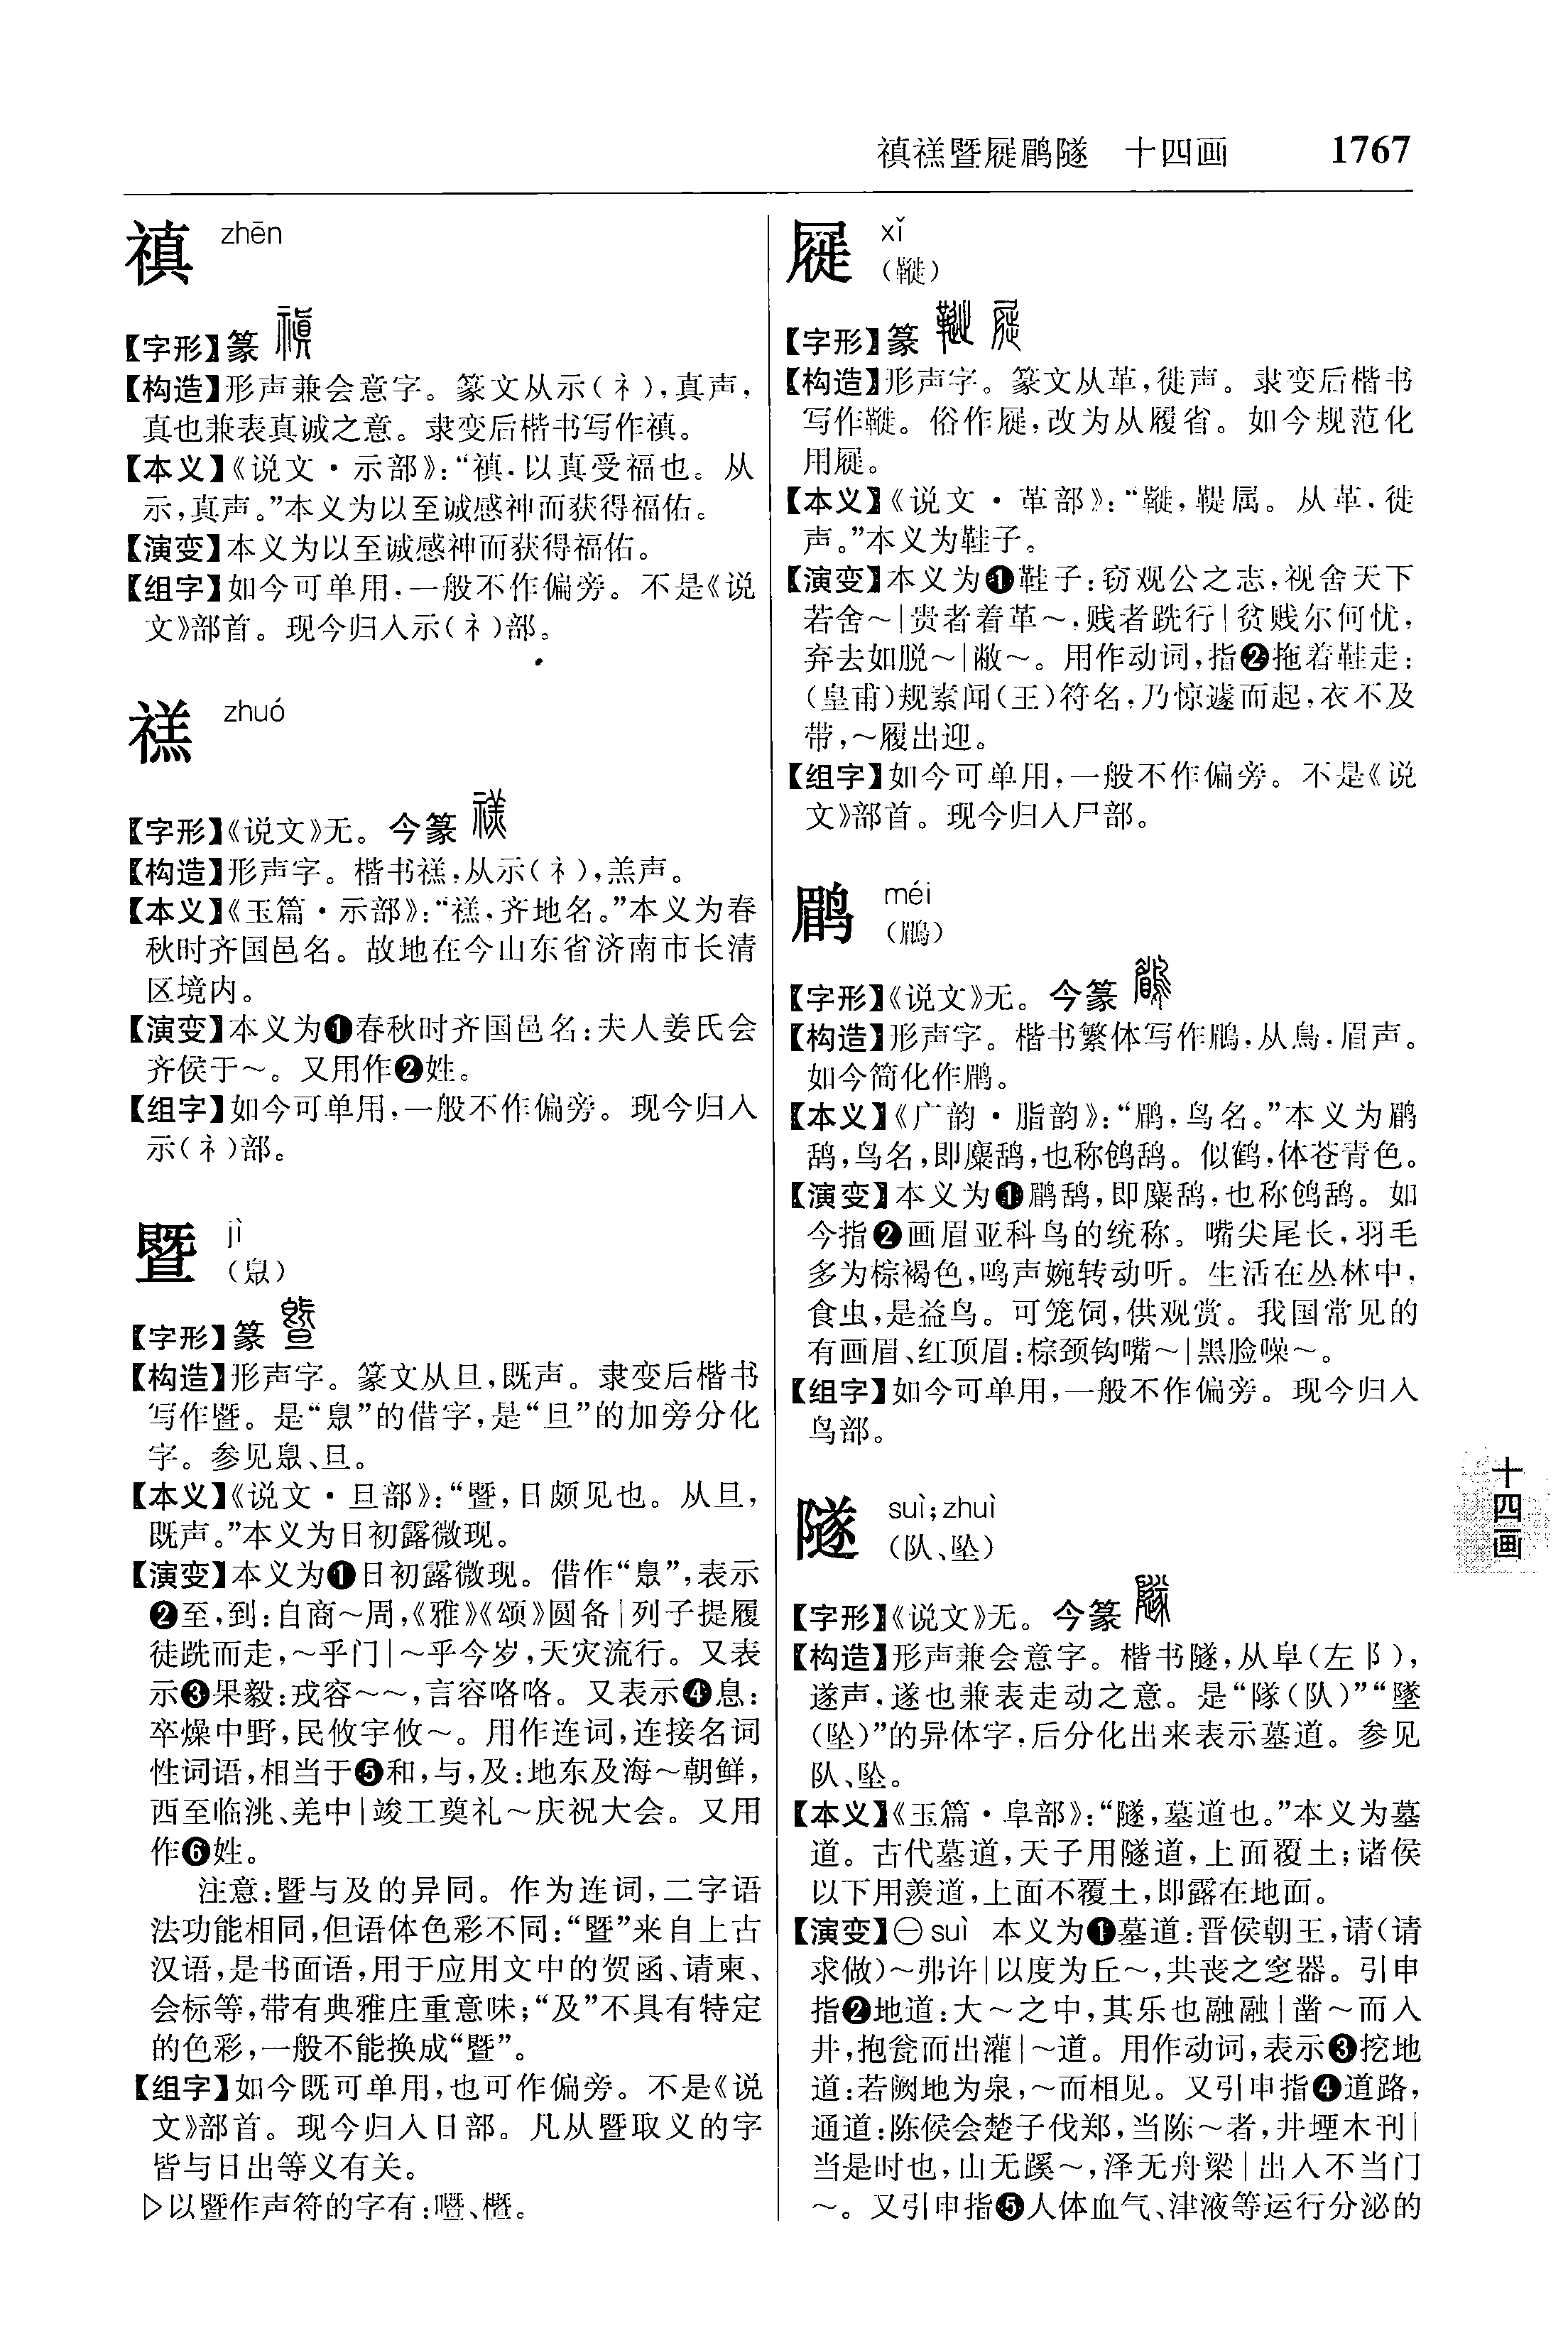 禛禚暨屣鹛隧 十四画 1767
禛 zhēn
【字形】篆
【构造】形声兼会意字。篆文从示(礻),真声,
真也兼表真诚之意。隶变后楷书写作禛。
【本义】《说文·示部》:“禛,以真受福也。从
示,真声。”本义为以至诚感神而获得福佑。
【演变】本义为以至诚感神而获得福佑。
【组字】如今可单用,一般不作偏旁。不是《说
文》部首。现今归入示(礻)部。
禚 zhuó
【字形】《说文》无。今篆
【构造】形声字。楷书禚,从示(礻),羔声。
【本义】《玉篇·示部》:“禚,齐地名。”本义为春
秋时齐国邑名。故地在今山东省济南市长清
区境内。
【演变】本义为❶春秋时齐国邑名:夫人姜氏会
齐侯于～。又用作❷姓。
【组字】如今可单用,一般不作偏旁。现今归入
示(礻)部。
暨 jì
(臮)
【字形】篆
【构造】形声字。篆文从旦,既声。隶变后楷书
写作暨。是“臮”的借字,是“旦”的加旁分化
字。参见臮、旦。
【本义】《说文·旦部》:“暨,日颇见也。从旦,
既声。”本义为日初露微现。
【演变】本义为❶日初露微现。借作“臮”,表示
❷至,到:自商～周,《雅》《颂》圆备|列子提履
徒跣而走,～乎门|～乎今岁,天灾流行。又表
示❸果毅:戎容～～,言容咯咯。又表示❹息:
卒燥中野,民攸宇攸～。用作连词,连接名词
性词语,相当于❺和,与,及:地东及海～朝鲜,
西至临洮、羌中|竣工奠礼～庆祝大会。又用
作❻姓。
注意:暨与及的异同。作为连词,二字语
法功能相同,但语体色彩不同:“暨”来自上古
汉语,是书面语,用于应用文中的贺函、请柬、
会标等,带有典雅庄重意味;“及”不具有特定
的色彩,一般不能换成“暨”。
【组字】如今既可单用,也可作偏旁。不是《说
文》部首。现今归入日部。凡从暨取义的字
皆与日出等义有关。
▷以暨作声符的字有:㗜、櫭。
屣 xǐ
(鞭)
【字形】篆
【构造】形声字。篆文从革,徙声。隶变后楷书
写作鞿。俗作屣,改为从履省。如今规范化
用屣。
【本义】《说文·革部》:“䩾,鞮属。从革,徙
声。”本义为鞋子。
【演变】本义为❶鞋子:窃观公之志,视舍天下
若舍～|贵者着革～,贱者跣行|贫贱尔何忧,
弃去如脱～|敝～。用作动词,指❷拖着鞋走:
(皇甫)规素闻(王)符名,乃惊遽而起,衣不及
带,～履出迎。
【组字】如今可单用,一般不作偏旁。不是《说
文》部首。现今归入尸部。
鹛 méi
(鶥)
【字形】《说文》无。今篆
【构造】形声字。楷书繁体写作鶥,从鳥,眉声。
如今简化作鹛。
【本义】《广韵·脂韵》:“鶥,鸟名。”本义为鹛
鸹,鸟名,即麋鸹,也称鸧鸹。似鹤,体苍青色。
【演变】本义为❶鹛鸹,即麋鸹,也称鸧鸹。如
今指❷画眉亚科鸟的统称。嘴尖尾长,羽毛
多为棕褐色,鸣声婉转动听。生活在丛林中,
食虫,是益鸟。可笼饲,供观赏。我国常见的
有画眉、红顶眉:棕颈钩嘴～|黑脸噪～。
【组字】如今可单用,一般不作偏旁。现今归入
鸟部。
隧 suì;zhuì
(队、坠)
【字形】《说文》无。今篆
【构造】形声兼会意字。楷书隧,从阜(左阝),
遂声,遂也兼表走动之意。是“隊(队)”“墜
(坠)”的异体字,后分化出来表示墓道。参见
队、坠。
【本义】《玉篇·阜部》:“隧,墓道也。”本义为墓
道。古代墓道,天子用隧道,上面覆土;诸侯
以下用羡道,上面不覆土,即露在地面。
【演变】㊀suì 本义为❶墓道:晋侯朝王,请(请
求做)～弗许|以度为丘～,共丧之窆器。引申
指❷地道:大～之中,其乐也融融|凿～而入
井,抱瓮而出灌|～道。用作动词,表示❸挖地
道:若阙地为泉,～而相见。又引申指❹道路,
通道:陈侯会楚子伐郑,当陈～者,井堙木刊|
当是时也,山无蹊～,泽无舟梁|出入不当门
～。又引申指❺人体血气、津液等运行分泌的
十四画